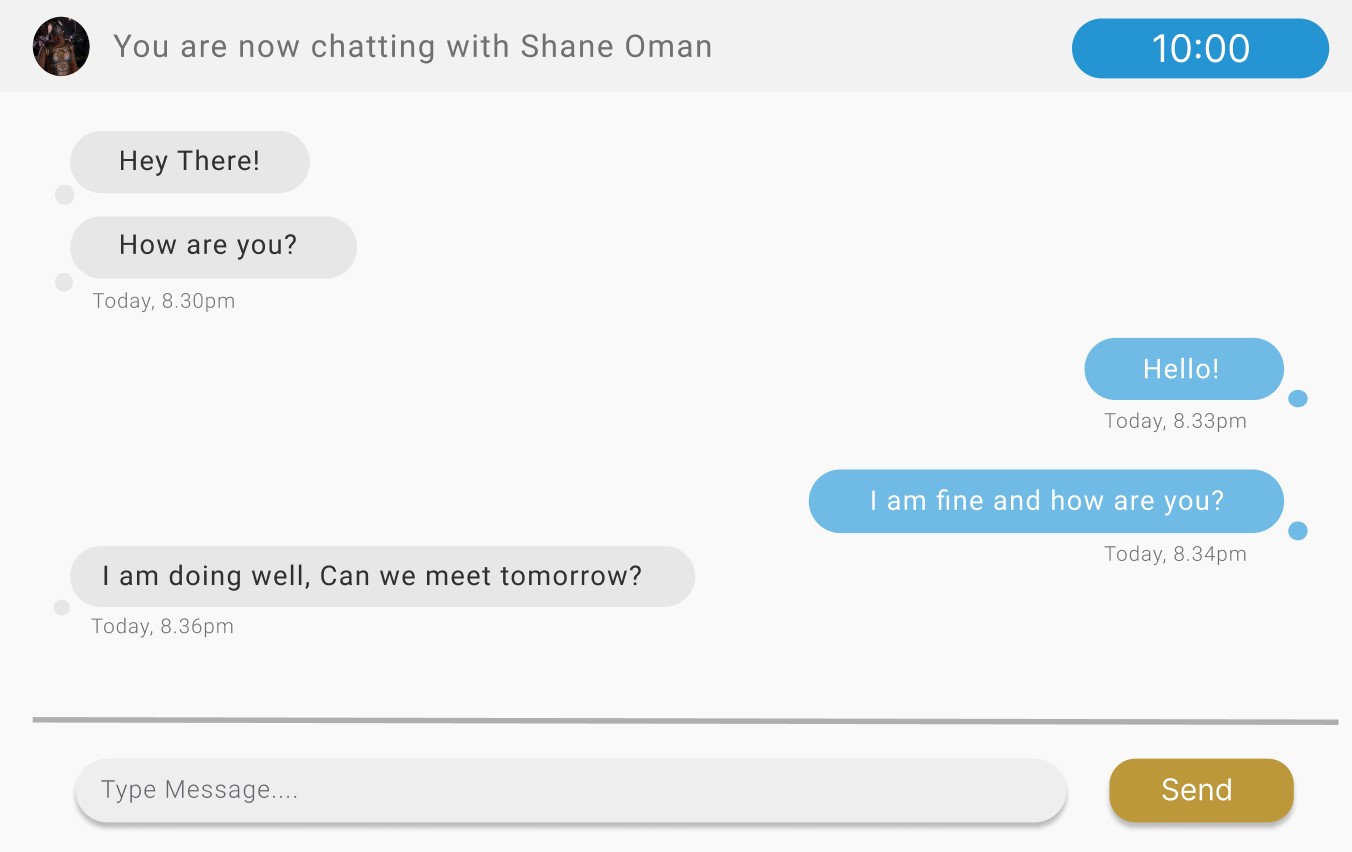 You are now chatting with Shane Oman
10:00
Hey There!
How are you?
Today, 8.30pm
Hello!
Today, 8.33pm
I am fine and how are you?
Today, 8.34pm
I am doing well, Can we meet tomorrow?
Today, 8.36pm
Type Message....
Send